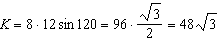 K = 8 · 12 sin 120 = 96 · √3/2 = 48√3